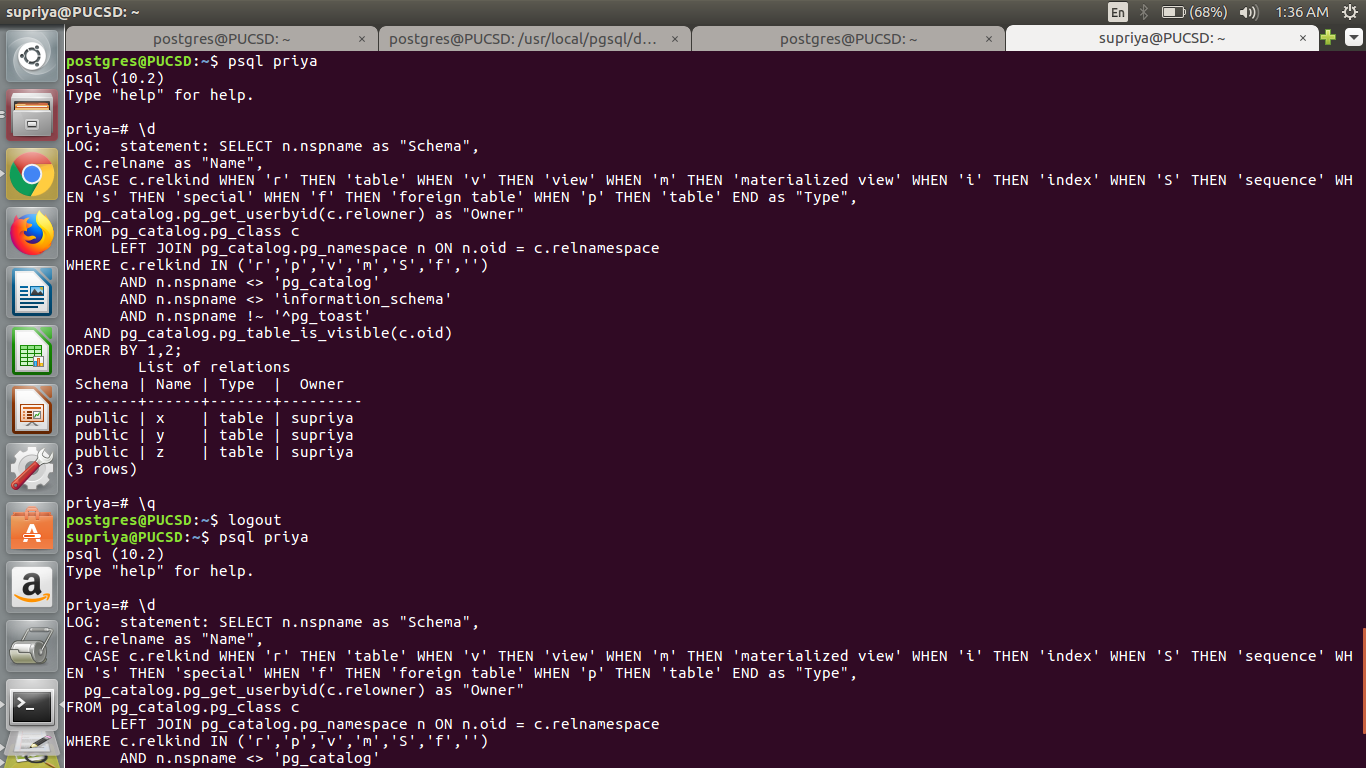 supriya@PUCSD: ~
En (68%) 1:36 AM
postgres@PUCSD: ~ × postgres@PUCSD: /usr/local/pgsql/d... × postgres@PUCSD: ~ × supriya@PUCSD: ~ ×
postgres@PUCSD:~$ psql priya
psql (10.2)
Type "help" for help.
priya=# \d
LOG:  statement: SELECT n.nspname as "Schema",
  c.relname as "Name",
  CASE c.relkind WHEN 'r' THEN 'table' WHEN 'v' THEN 'view' WHEN 'm' THEN 'materialized view' WHEN 'i' THEN 'index' WHEN 'S' THEN 'sequence' WH
EN 's' THEN 'special' WHEN 'f' THEN 'foreign table' WHEN 'p' THEN 'table' END as "Type",
  pg_catalog.pg_get_userbyid(c.relowner) as "Owner"
FROM pg_catalog.pg_class c
     LEFT JOIN pg_catalog.pg_namespace n ON n.oid = c.relnamespace
WHERE c.relkind IN ('r','p','v','m','S','f','')
      AND n.nspname <> 'pg_catalog'
      AND n.nspname <> 'information_schema'
      AND n.nspname !~ '^pg_toast'
  AND pg_catalog.pg_table_is_visible(c.oid)
ORDER BY 1,2;
        List of relations
 Schema | Name | Type  |  Owner
--------+------+-------+---------
 public | x    | table | supriya
 public | y    | table | supriya
 public | z    | table | supriya
(3 rows)
priya=# \q
postgres@PUCSD:~$ logout
supriya@PUCSD:~$ psql priya
psql (10.2)
Type "help" for help.
priya=# \d
LOG:  statement: SELECT n.nspname as "Schema",
  c.relname as "Name",
  CASE c.relkind WHEN 'r' THEN 'table' WHEN 'v' THEN 'view' WHEN 'm' THEN 'materialized view' WHEN 'i' THEN 'index' WHEN 'S' THEN 'sequence' WH
EN 's' THEN 'special' WHEN 'f' THEN 'foreign table' WHEN 'p' THEN 'table' END as "Type",
  pg_catalog.pg_get_userbyid(c.relowner) as "Owner"
FROM pg_catalog.pg_class c
     LEFT JOIN pg_catalog.pg_namespace n ON n.oid = c.relnamespace
WHERE c.relkind IN ('r','p','v','m','S','f','')
      AND n.nspname <> 'pg_catalog'